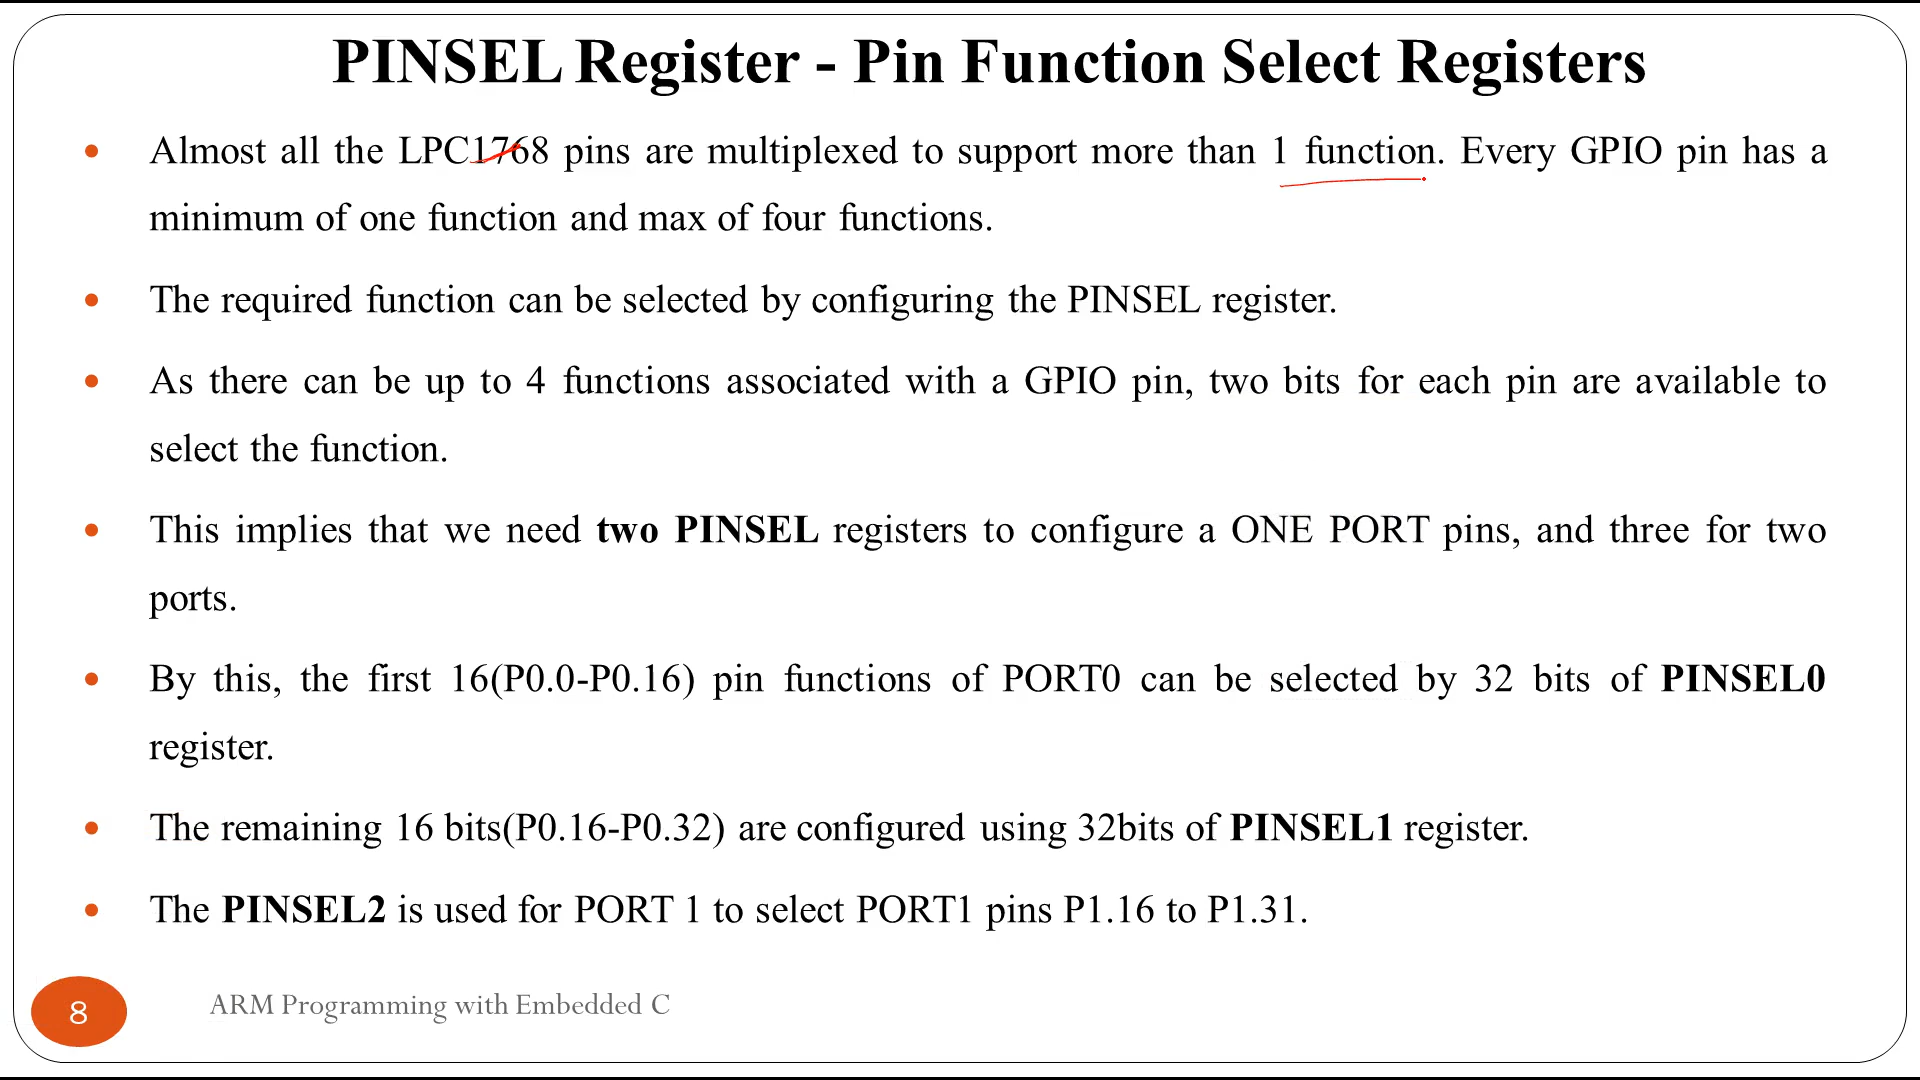 PINSEL Register - Pin Function Select Registers
• Almost all the LPC1768 pins are multiplexed to support more than 1 function. Every GPIO pin has a
minimum of one function and max of four functions.
• The required function can be selected by configuring the PINSEL register.
• As there can be up to 4 functions associated with a GPIO pin, two bits for each pin are available to
select the function.
• This implies that we need two PINSEL registers to configure a ONE PORT pins, and three for two
ports.
• By this, the first 16(P0.0-P0.16) pin functions of PORT0 can be selected by 32 bits of PINSEL0
register.
• The remaining 16 bits(P0.16-P0.32) are configured using 32bits of PINSEL1 register.
• The PINSEL2 is used for PORT 1 to select PORT1 pins P1.16 to P1.31.
8 ARM Programming with Embedded C